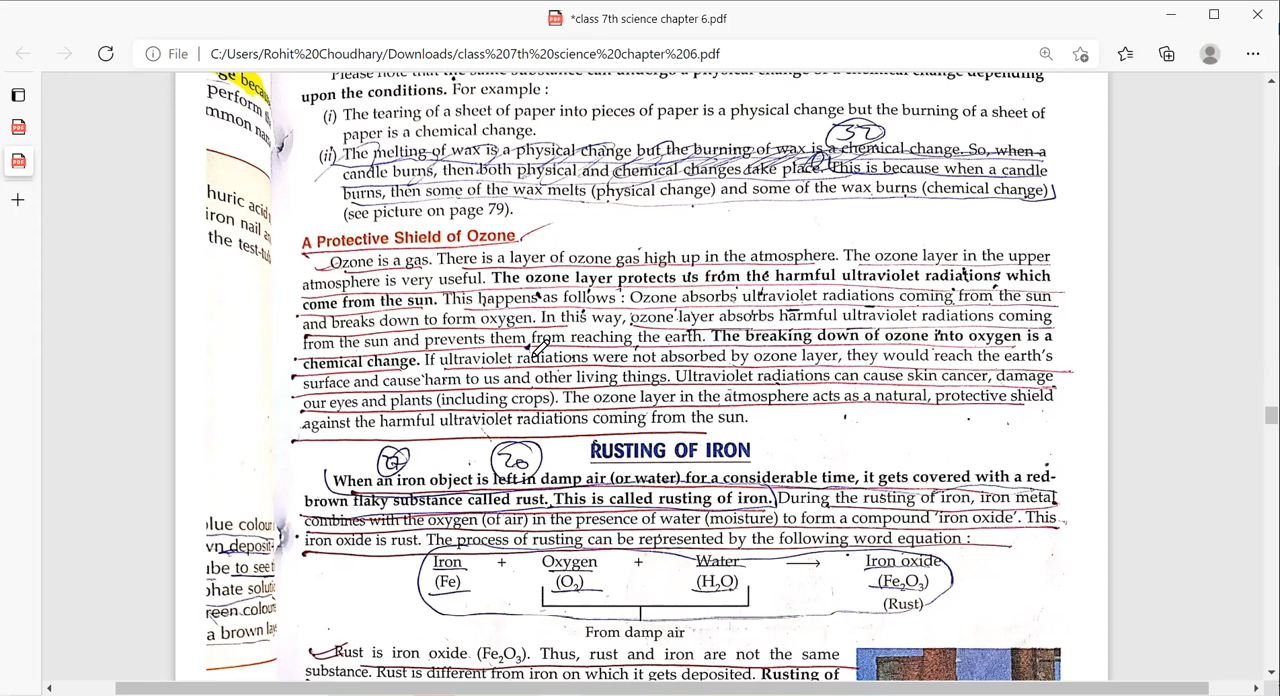 *class 7th science chapter 6.pdf
File
C:/Users/Rohit%20Choudhary/Downloads/class%207th%20science%20chapter%206.pdf
upon the conditions. For example :
(i) The tearing of a sheet of paper into pieces of paper is a physical change but the burning of a sheet of
paper is a chemical change.
(ii) The melting of wax is a physical change but the burning of wax is a chemical change. So, when a
candle burns, then both physical and chemical changes take place. This is because when a candle
burns, then some of the wax melts (physical change) and some of the wax burns (chemical change)
(see picture on page 79).
A Protective Shield of Ozone
Ozone is a gas. There is a layer of ozone gas high up in the atmosphere. The ozone layer in the upper
atmosphere is very useful. The ozone layer protects us from the harmful ultraviolet radiations which
come from the sun. This happens as follows : Ozone absorbs ultraviolet radiations coming from the sun
and breaks down to form oxygen. In this way, ozone layer absorbs harmful ultraviolet radiations coming
from the sun and prevents them from reaching the earth. The breaking down of ozone into oxygen is a
chemical change. If ultraviolet radiations were not absorbed by ozone layer, they would reach the earth's
surface and cause harm to us and other living things. Ultraviolet radiations can cause skin cancer, damage
our eyes and plants (including crops). The ozone layer in the atmosphere acts as a natural, protective shield
against the harmful ultraviolet radiations coming from the sun.
RUSTING OF IRON
When an iron object is left in damp air (or water) for a considerable time, it gets covered with a red-
brown flaky substance called rust. This is called rusting of iron. During the rusting of iron, iron metal
combines with the oxygen (of air) in the presence of water (moisture) to form a compound 'iron oxide'. This
iron oxide is rust. The process of rusting can be represented by the following word equation :
Iron + Oxygen + Water ⟶ Iron oxide
(Fe) (O₂) (H₂O) (Fe₂O₃)
(Rust)
From damp air
Rust is iron oxide (Fe₂O₃). Thus, rust and iron are not the same
substance. Rust is different from iron on which it gets deposited. Rusting of